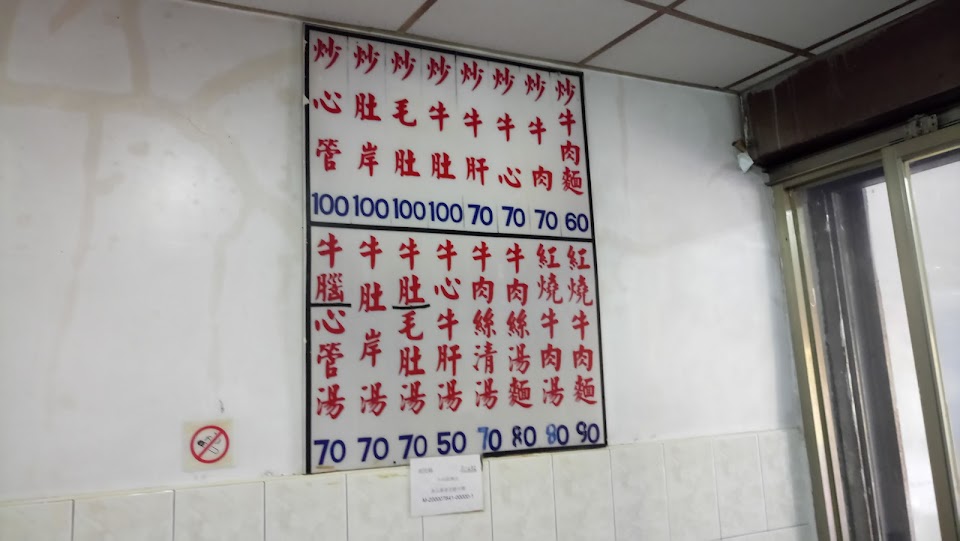 炒牛肉麵 60
炒牛肉 70
炒牛心 70
炒牛肝 70
炒牛肚 100
炒毛肚 100
炒肚岸 100
炒心管 100
紅燒牛肉麵 90
紅燒牛肉湯 80
牛肉絲湯麵 80
牛肉絲清湯 70
牛心牛肝湯 50
牛肚毛肚湯 70
牛肚岸湯 70
牛腦心管湯 70